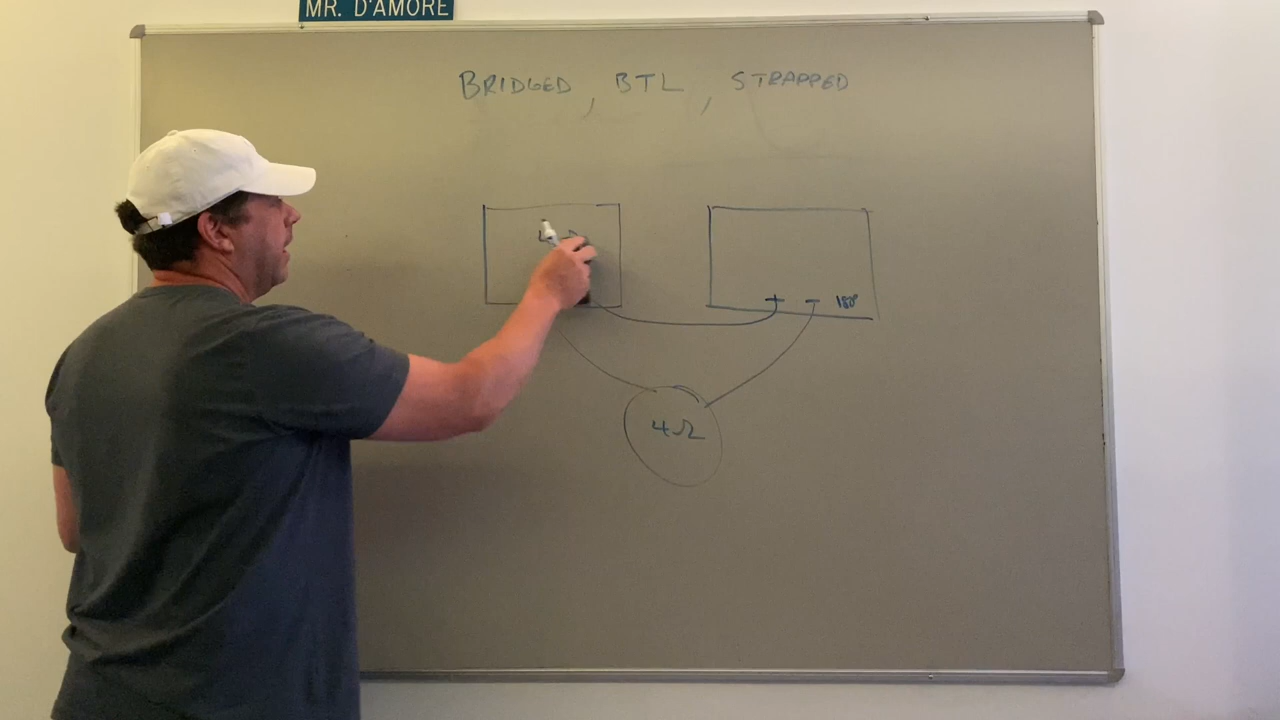 MR. D'AMORE
BRIDGED, BTL, STRAPPED
+ - 180°
4Ω